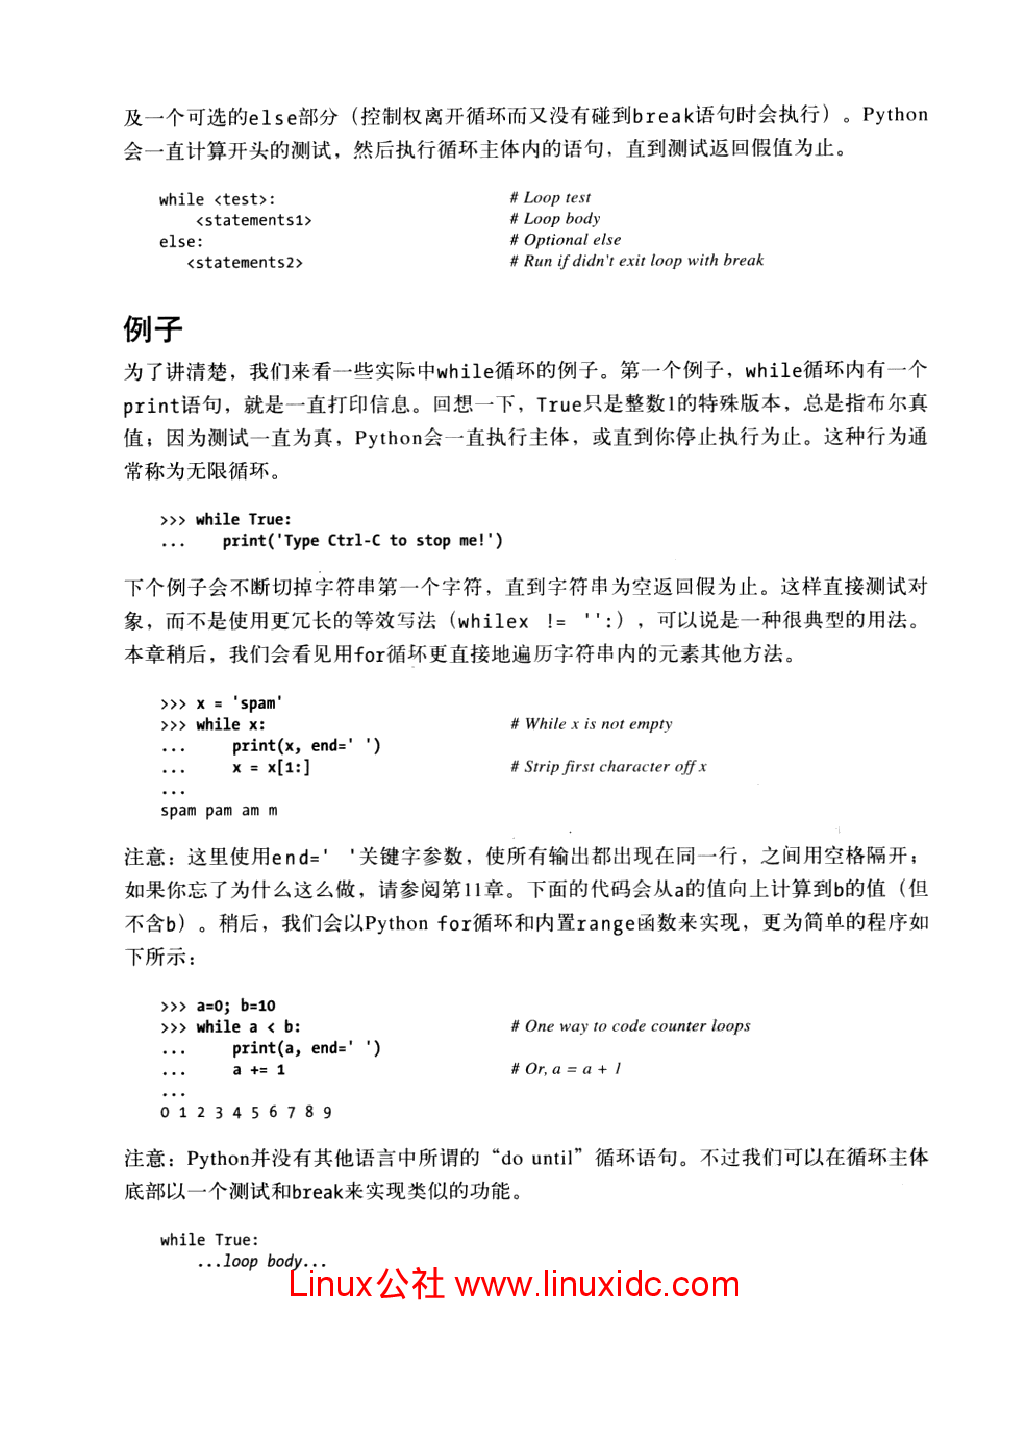 及一个可选的else部分（控制权离开循环而又没有碰到break语句时会执行）。Python
会一直计算开头的测试，然后执行循环主体内的语句，直到测试返回假值为止。
while <test>: # Loop test
<statements1> # Loop body
else: # Optional else
<statements2> # Run if didn't exit loop with break
例子
为了讲清楚，我们来看一些实际中while循环的例子。第一个例子，while循环内有一个
print语句，就是一直打印信息。回想一下，True只是整数1的特殊版本，总是指布尔真
值；因为测试一直为真，Python会一直执行主体，或直到你停止执行为止。这种行为通
常称为无限循环。
>>> while True:
... print('Type Ctrl-C to stop me!')
下个例子会不断切掉字符串第一个字符，直到字符串为空返回假为止。这样直接测试对
象，而不是使用更冗长的等效写法（whilex != '':），可以说是一种很典型的用法。
本章稍后，我们会看见用for循环更直接地遍历字符串内的元素其他方法。
>>> x = 'spam'
>>> while x: # While x is not empty
... print(x, end=' ')
... x = x[1:] # Strip first character off x
...
spam pam am m
注意：这里使用end=' '关键字参数，使所有输出都出现在同一行，之间用空格隔开；
如果你忘了为什么这么做，请参阅第11章。下面的代码会从a的值向上计算到b的值（但
不含b）。稍后，我们会以Python for循环和内置range函数来实现，更为简单的程序如
下所示：
>>> a=0; b=10
>>> while a < b: # One way to code counter loops
... print(a, end=' ')
... a += 1 # Or, a = a + 1
...
0 1 2 3 4 5 6 7 8 9
注意：Python并没有其他语言中所谓的“do until”循环语句。不过我们可以在循环主体
底部以一个测试和break来实现类似的功能。
while True:
...loop body...
Linux公社 www.linuxidc.com